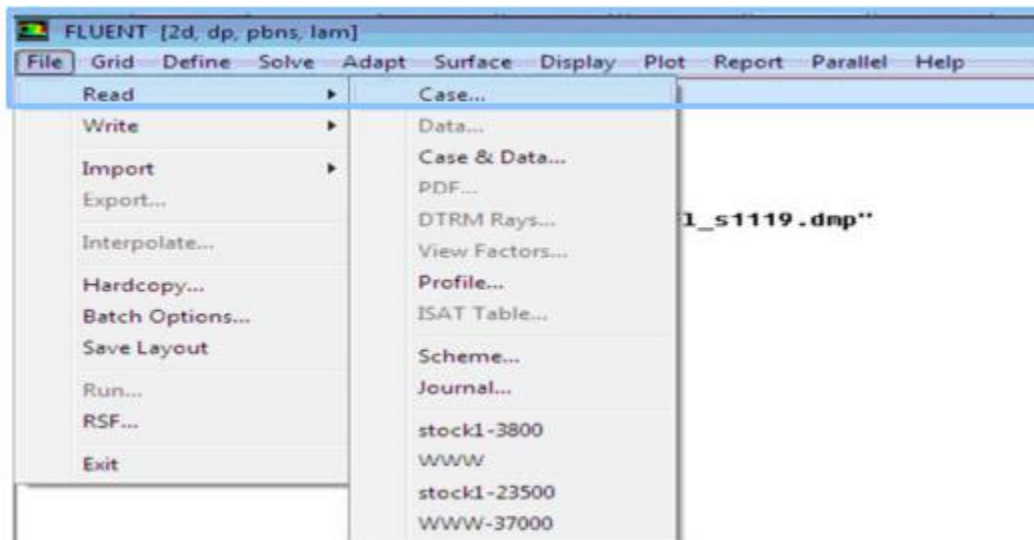 FLUENT [2d, dp, pbns, lam]
File Grid Define Solve Adapt Surface Display Plot Report Parallel Help
Read
Write
Import
Export...
Interpolate...
Hardcopy...
Batch Options...
Save Layout
Run...
RSF...
Exit
Case...
Data...
Case & Data...
PDF...
DTRM Rays...
View Factors...
Profile...
ISAT Table...
Scheme...
Journal...
stock1-3800
WWW
stock1-23500
WWW-37000
l_s1119.dmp"